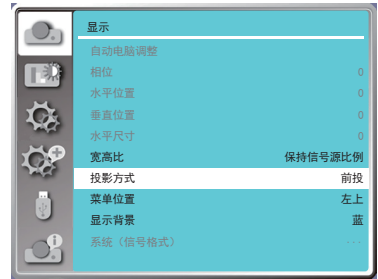 显示
自动电脑调整
相位 0
水平位置 0
垂直位置 0
水平尺寸 0
宽高比 保持信号源比例
投影方式 前投
菜单位置 左上
显示背景 蓝
系统（信号格式） ···